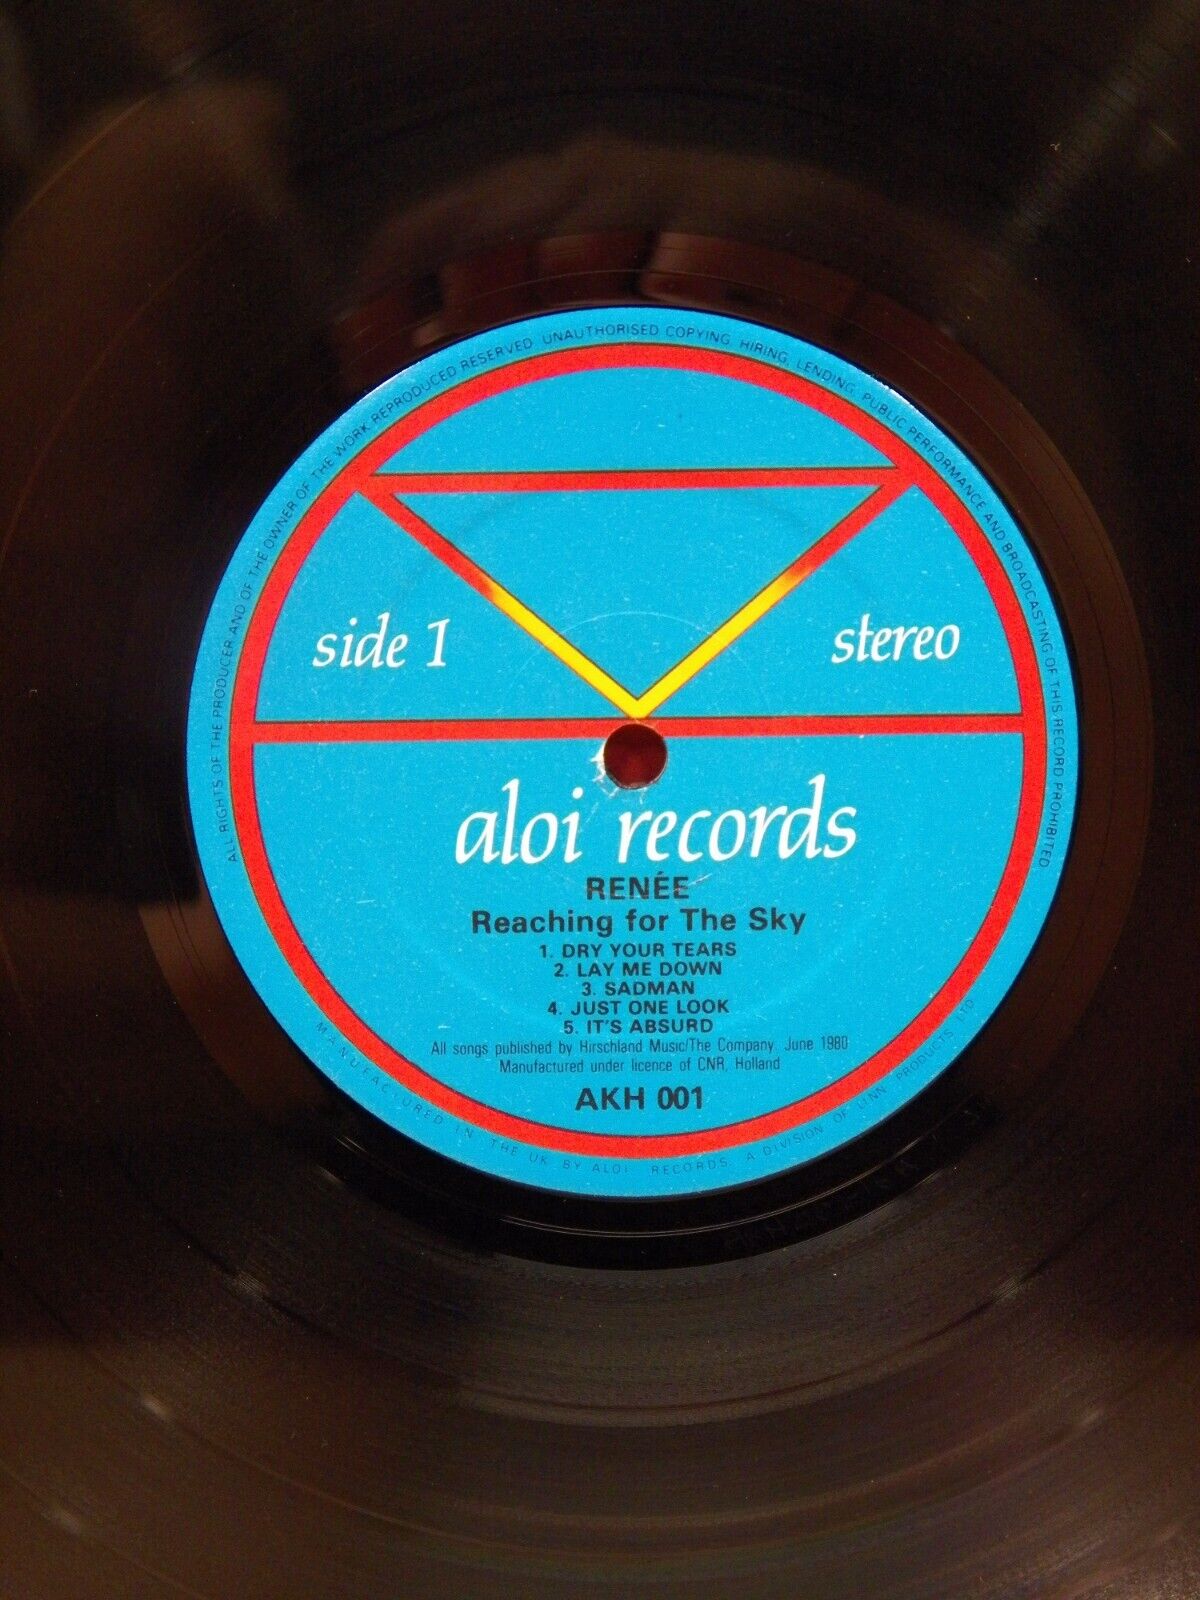 ALL RIGHTS OF THE PRODUCER AND OF THE OWNER OF THE WORK REPRODUCED RESERVED. UNAUTHORISED COPYING, HIRING, LENDING, PUBLIC PERFORMANCE AND BROADCASTING OF THIS RECORD PROHIBITED
side 1
stereo
aloi records
RENÉE
Reaching for The Sky
1. DRY YOUR TEARS
2. LAY ME DOWN
3. SADMAN
4. JUST ONE LOOK
5. IT'S ABSURD
All songs published by Hirschland Music/The Company. June 1980
Manufactured under licence of CNR, Holland
AKH 001
MANUFACTURED IN THE UK BY ALOI RECORDS, A DIVISION OF LINN PRODUCTS LTD